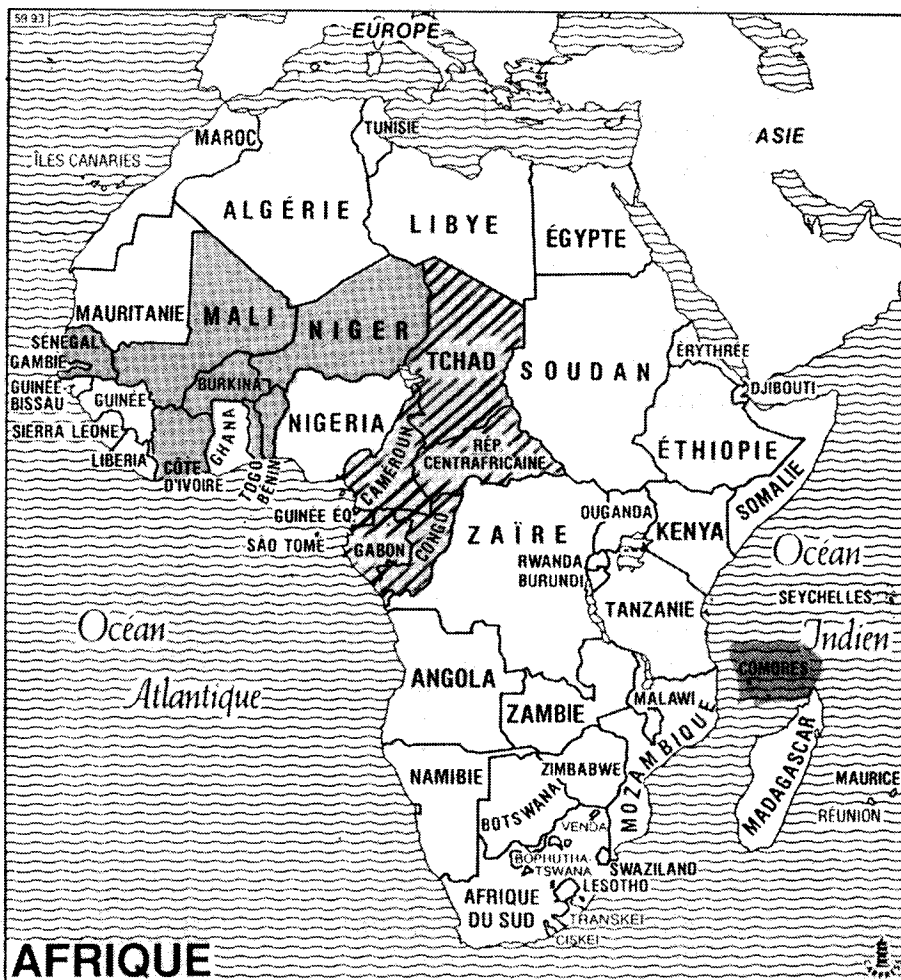 59 93
EUROPE
ASIE
MAROC
TUNISIE
ÎLES CANARIES
ALGÉRIE
LIBYE
ÉGYPTE
MAURITANIE
MALI
NIGER
TCHAD
SOUDAN
ÉRYTHRÉE
SÉNÉGAL
GAMBIE
DJIBOUTI
GUINÉE-
BISSAU
GUINÉE
BURKINA
NIGERIA
SIERRA LEONE
LIBERIA
CÔTE
D'IVOIRE
GHANA
TOGO
BÉNIN
CAMEROUN
RÉP
CENTRAFRICAINE
ÉTHIOPIE
SOMALIE
GUINÉE ÉQ.
SÃO TOMÉ
GABON
CONGO
ZAÏRE
OUGANDA
KENYA
RWANDA
BURUNDI
TANZANIE
Océan
Indien
SEYCHELLES
Océan
Atlantique
COMORES
ANGOLA
ZAMBIE
MALAWI
MOZAMBIQUE
MADAGASCAR
NAMIBIE
ZIMBABWE
BOTSWANA
MAURICE
RÉUNION
VENDA
BOPHUTHA-
TSWANA
SWAZILAND
LESOTHO
AFRIQUE
DU SUD
TRANSKEI
CISKEI
AFRIQUE